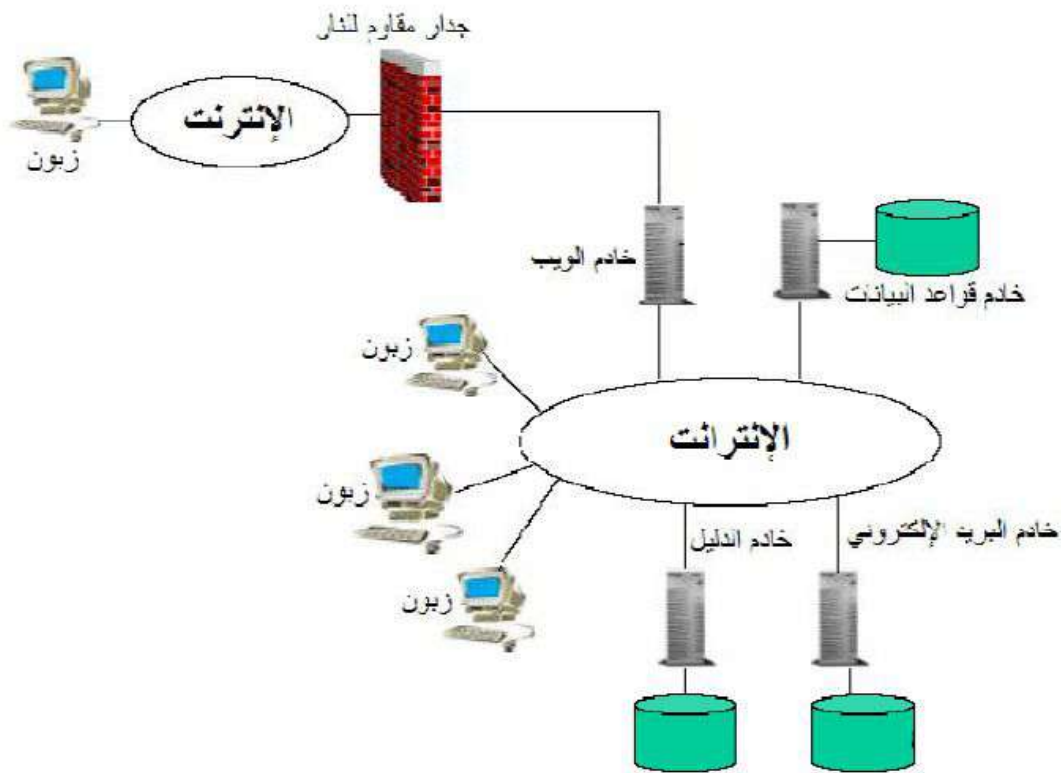 جدار مقاوم للنار
الإنترنت
زبون
خادم الويب
خادم قواعد البيانات
زبون
الإنترانت
زبون
خادم الدليل
خادم البريد الإلكتروني
زبون